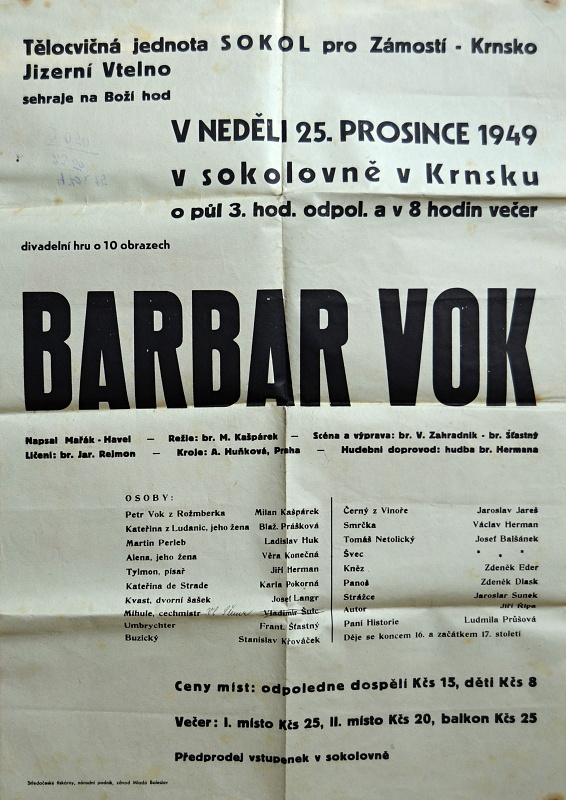 Tělocvičná jednota SOKOL pro Zámostí - Krnsko
Jizerní Vtelno
sehraje na Boží hod
V NEDĚLI 25. PROSINCE 1949
v sokolovně v Krnsku
o půl 3. hod. odpol. a v 8 hodin večer
divadelní hru o 10 obrazech
BARBAR VOK
Napsal Mařák - Havel — Režie: br. M. Kašpárek — Scéna a výprava: br. V. Zahradník - br. Šťastný
Líčení: br. Jar. Rejmon — Kroje: A. Huňková, Praha — Hudební doprovod: hudba br. Hermana
OSOBY:
Petr Vok z Rožmberka Milan Kašpárek
Kateřina z Ludanic, jeho žena Blaž. Prášková
Martin Perleb Ladislav Huk
Alena, jeho žena Věra Konečná
Tylmon, písař Jiří Herman
Kateřina de Strade Karla Pokorná
Kvast, dvorní šašek Josef Langr
Mihule, cechmistr Vladimír Šulc
Umbrychter Frant. Šťastný
Buzický Stanislav Křováček
Černý z Vinoře Jaroslav Jareš
Smrčka Václav Herman
Tomáš Netolický Josef Balšánek
Švec * * *
Kněz Zdeněk Eder
Panoš Zdeněk Dlask
Strážce Jaroslav Sunek
Autor Jiří Řípa
Paní Historie Ludmila Průšová
Děje se koncem 16. a začátkem 17. století
Ceny míst: odpoledne dospělí Kčs 15, děti Kčs 8
Večer: I. místo Kčs 25, II. místo Kčs 20, balkon Kčs 25
Předprodej vstupenek v sokolovně
Středočeské tiskárny, národní podnik, závod Mladá Boleslav